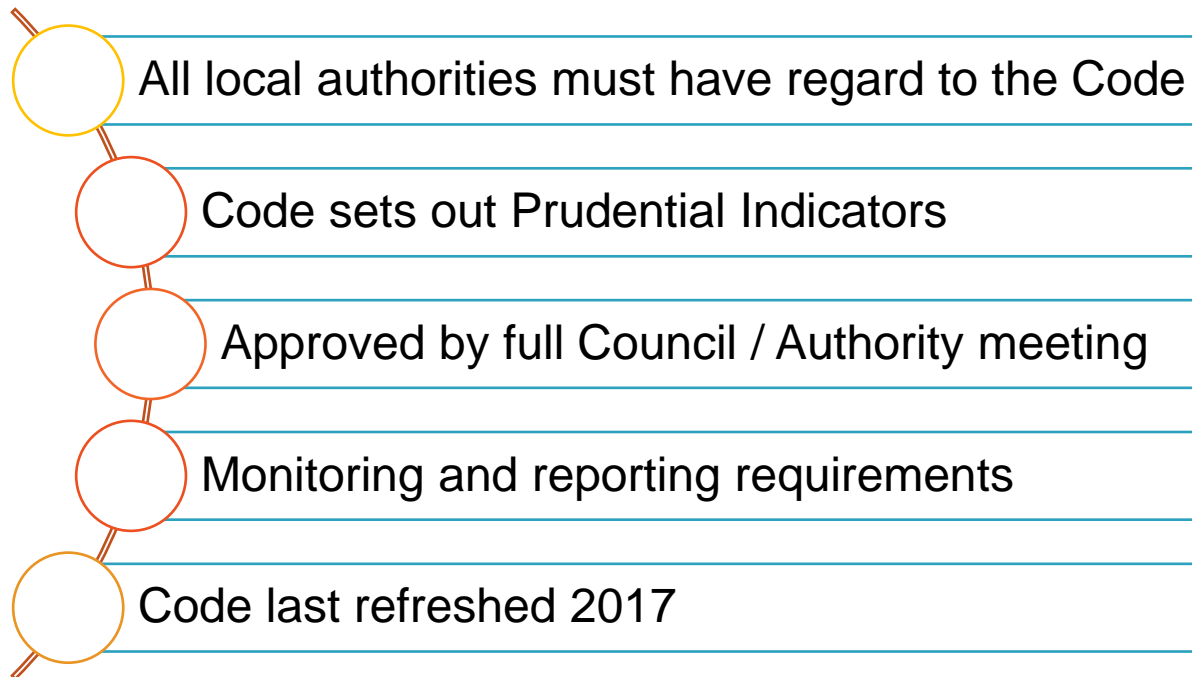 All local authorities must have regard to the Code
Code sets out Prudential Indicators
Approved by full Council / Authority meeting
Monitoring and reporting requirements
Code last refreshed 2017